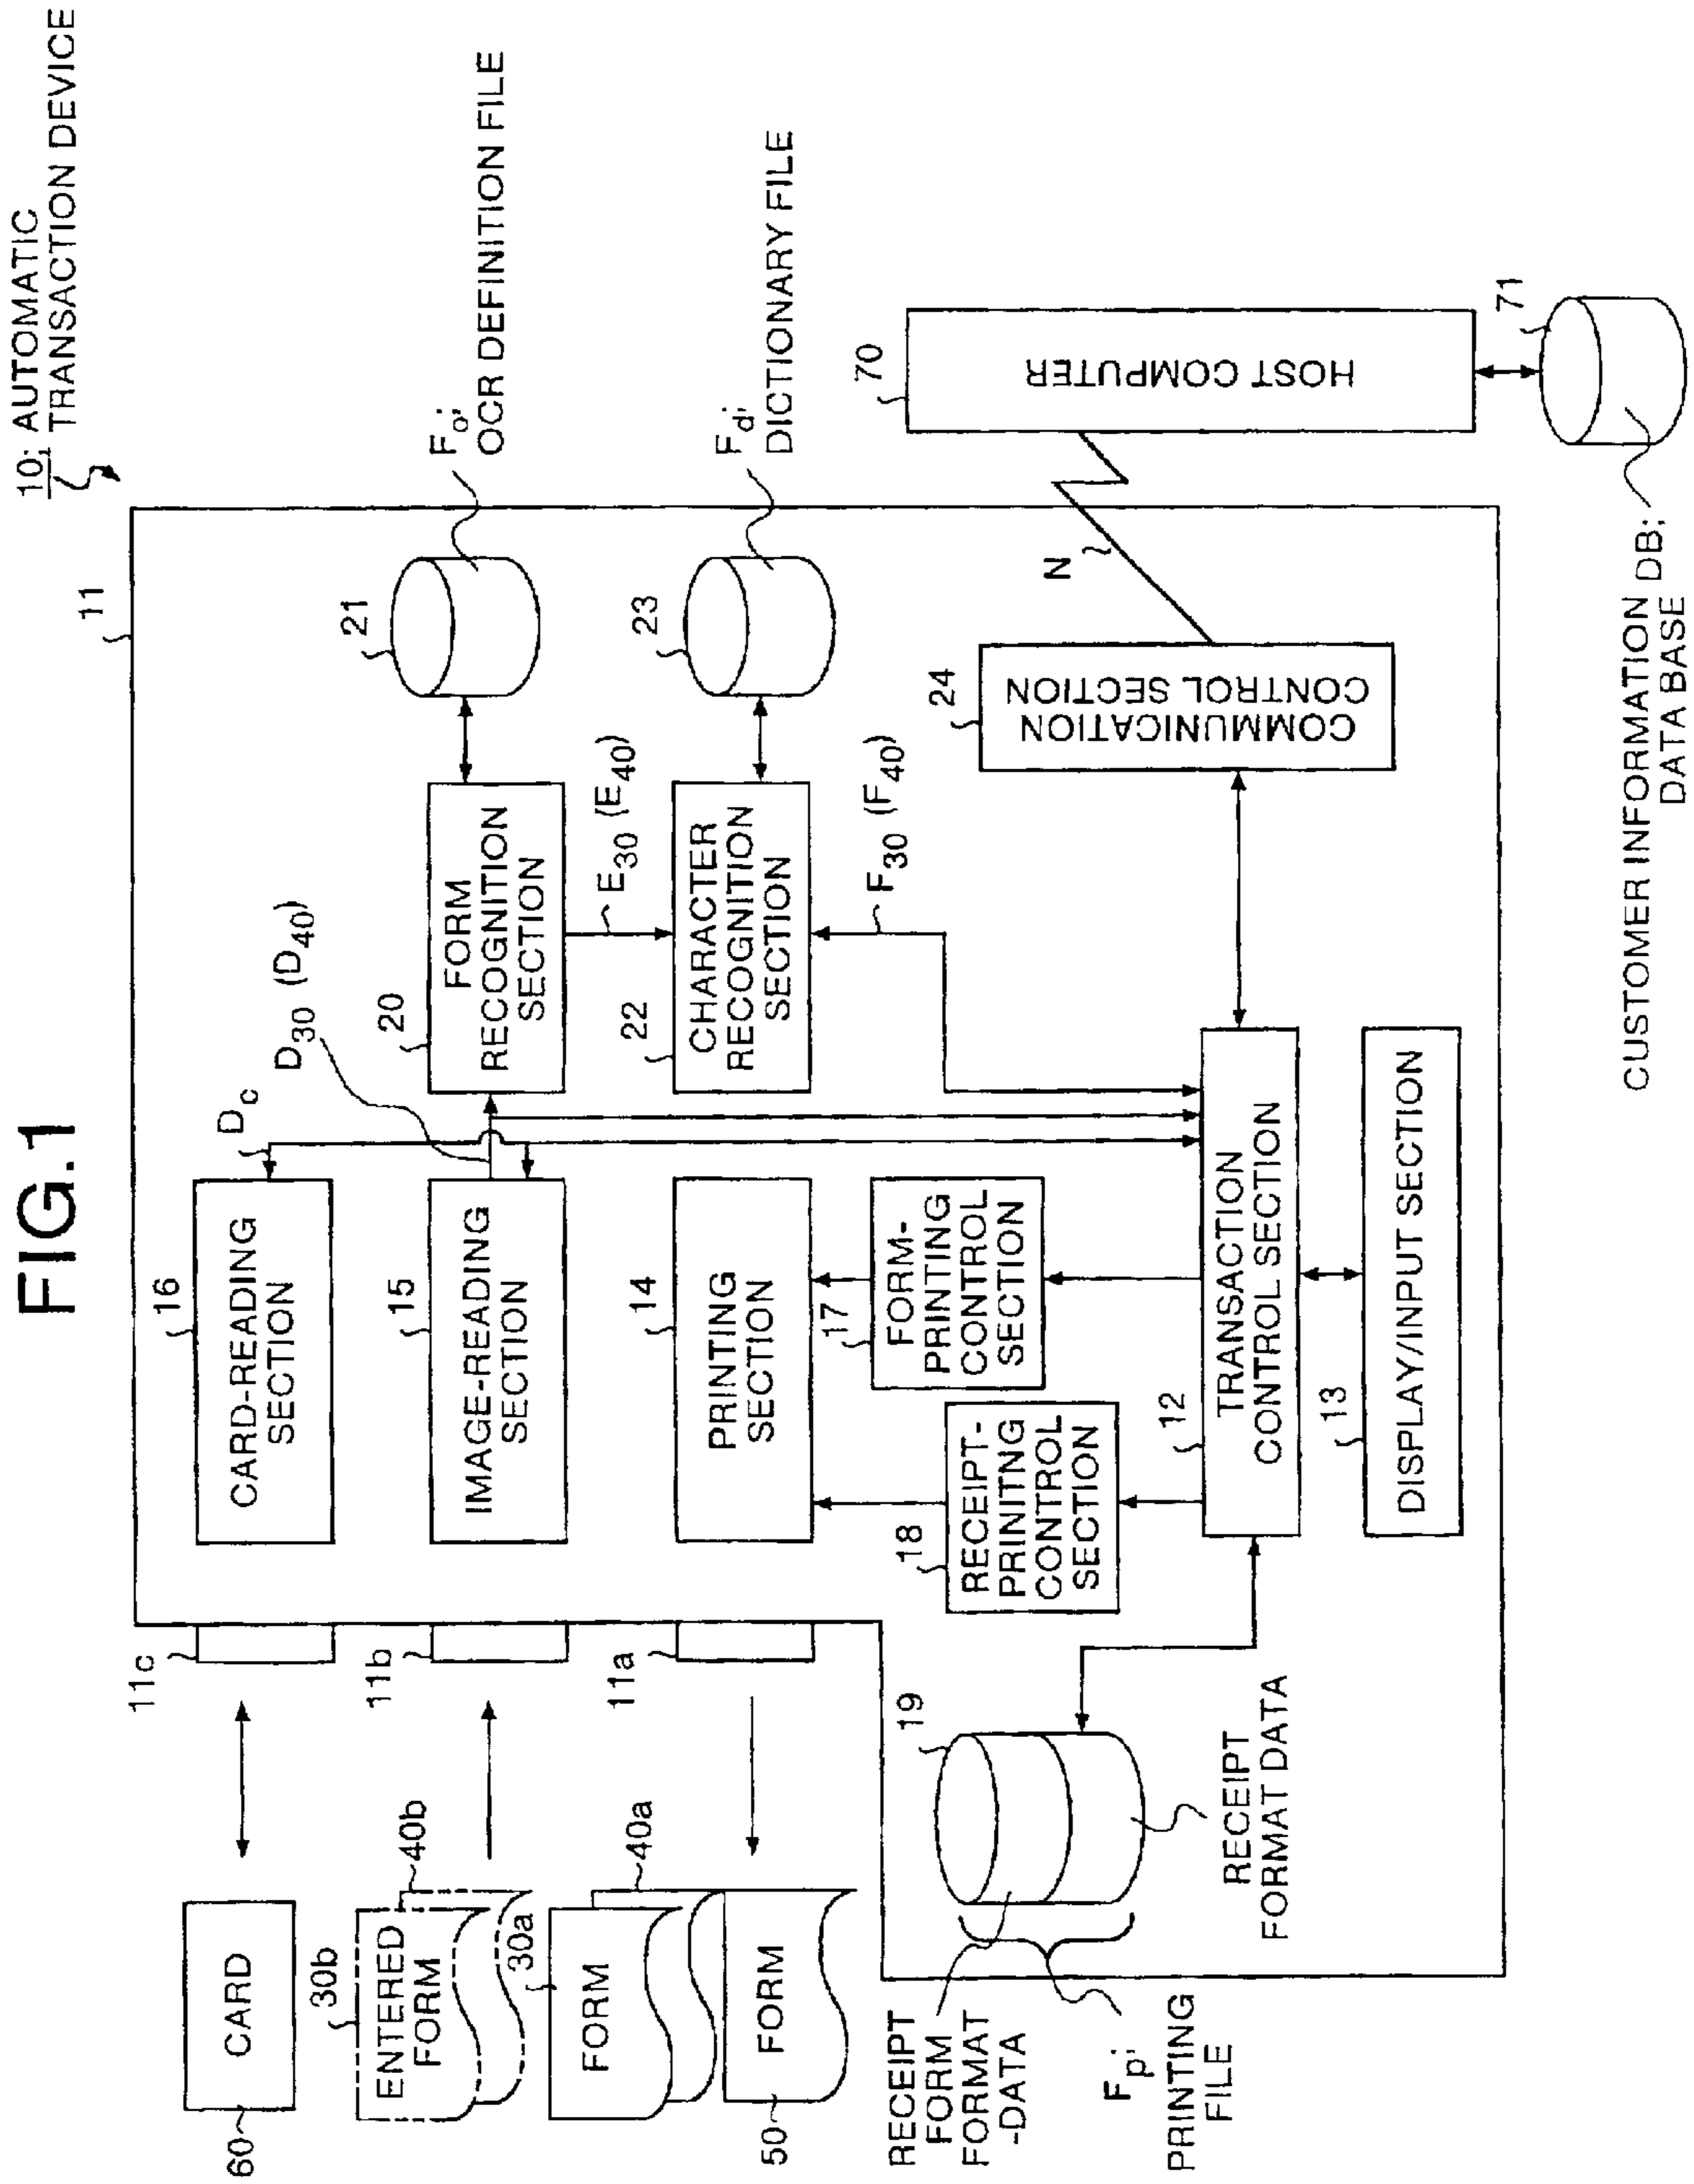 FIG.1
10; AUTOMATIC
TRANSACTION DEVICE
11
60
CARD
11c
16
CARD-READING
SECTION
Dc
D30 (D40)
30b
ENTERED
FORM
40b
11b
15
IMAGE-READING
SECTION
20
FORM
RECOGNITION
SECTION
21
Fo;
OCR DEFINITION FILE
E30 (E40)
30a
FORM
40a
50
FORM
11a
14
PRINTING
SECTION
22
CHARACTER
RECOGNITION
SECTION
23
Fd;
DICTIONARY FILE
F30 (F40)
17
FORM-
PRINTING
CONTROL
SECTION
18
RECEIPT-
PRINTING
CONTROL
SECTION
19
RECEIPT
FORM
FORMAT
-DATA
Fp;
PRINTING
FILE
RECEIPT
FORMAT DATA
12
TRANSACTION
CONTROL SECTION
13
DISPLAY/INPUT SECTION
24
COMMUNICATION
CONTROL SECTION
N
70
HOST COMPUTER
71
CUSTOMER INFORMATION DB;
DATA BASE